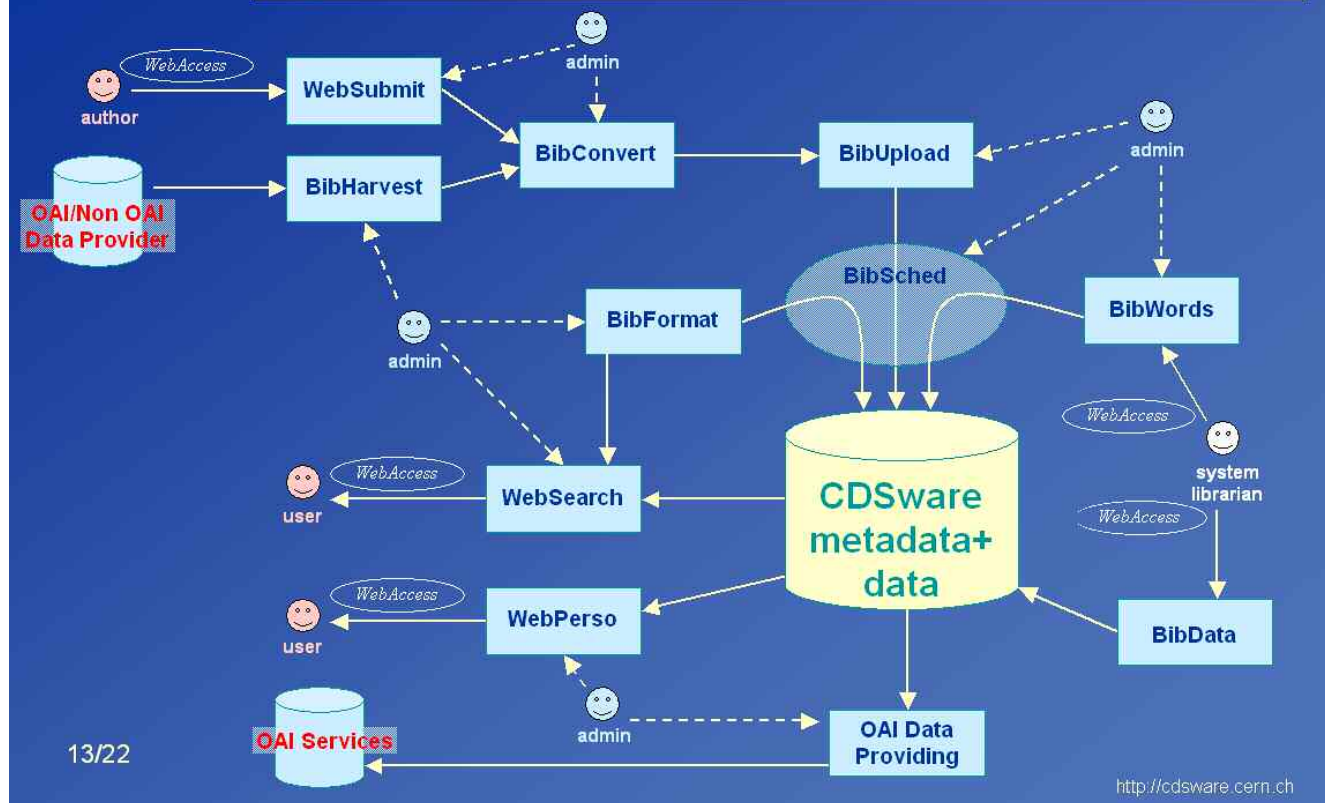 admin
WebAccess
WebSubmit
author
BibConvert
BibUpload
admin
BibHarvest
OAI/Non OAI
Data Provider
BibSched
BibFormat
BibWords
admin
WebAccess
system
librarian
WebAccess
WebAccess
WebSearch
user
CDSware
metadata+
data
WebAccess
WebPerso
user
BibData
admin
OAI Services
OAI Data
Providing
13/22
http://cdsware.cern.ch